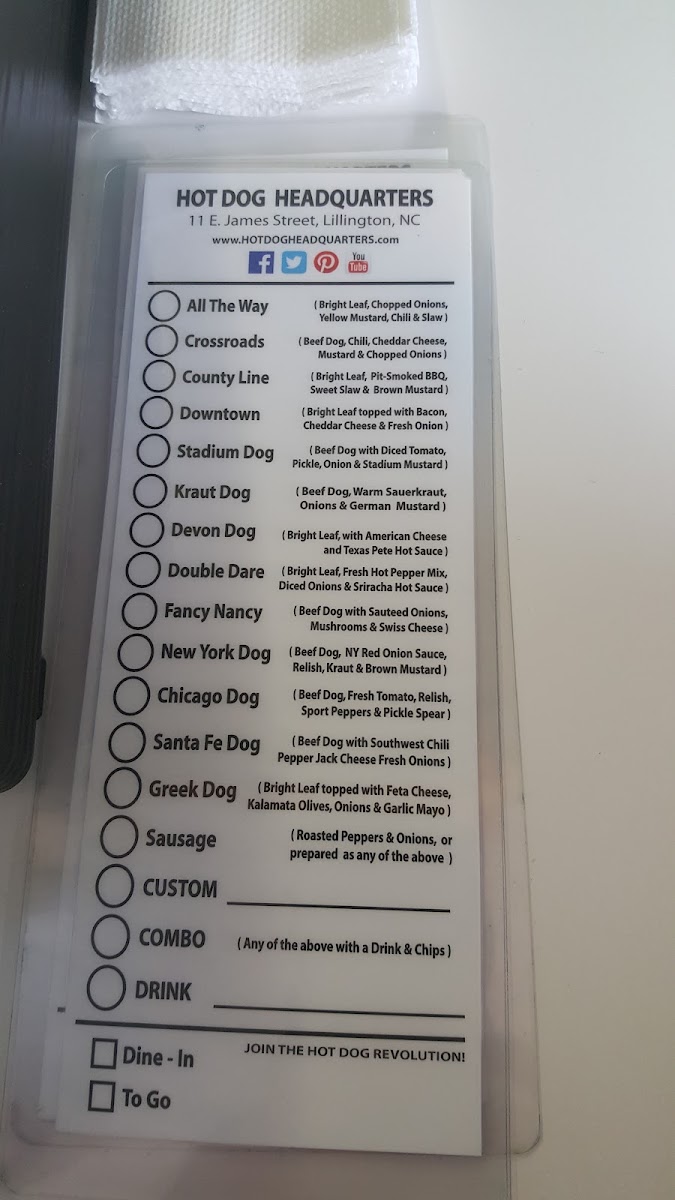 HOT DOG HEADQUARTERS
11 E. James Street, Lillington, NC
www.HOTDOGHEADQUARTERS.com
f You Tube
All The Way (Bright Leaf, Chopped Onions,
Yellow Mustard, Chili & Slaw)
Crossroads (Beef Dog, Chili, Cheddar Cheese,
Mustard & Chopped Onions)
County Line (Bright Leaf, Pit-Smoked BBQ,
Sweet Slaw & Brown Mustard)
Downtown (Bright Leaf topped with Bacon,
Cheddar Cheese & Fresh Onion)
Stadium Dog (Beef Dog with Diced Tomato,
Pickle, Onion & Stadium Mustard)
Kraut Dog (Beef Dog, Warm Sauerkraut,
Onions & German Mustard)
Devon Dog (Bright Leaf, with American Cheese
and Texas Pete Hot Sauce)
Double Dare (Bright Leaf, Fresh Hot Pepper Mix,
Diced Onions & Sriracha Hot Sauce)
Fancy Nancy (Beef Dog with Sauteed Onions,
Mushrooms & Swiss Cheese)
New York Dog (Beef Dog, NY Red Onion Sauce,
Relish, Kraut & Brown Mustard)
Chicago Dog (Beef Dog, Fresh Tomato, Relish,
Sport Peppers & Pickle Spear)
Santa Fe Dog (Beef Dog with Southwest Chili
Pepper Jack Cheese Fresh Onions)
Greek Dog (Bright Leaf topped with Feta Cheese,
Kalamata Olives, Onions & Garlic Mayo)
Sausage (Roasted Peppers & Onions, or
prepared as any of the above)
CUSTOM
COMBO (Any of the above with a Drink & Chips)
DRINK
Dine - In JOIN THE HOT DOG REVOLUTION!
To Go